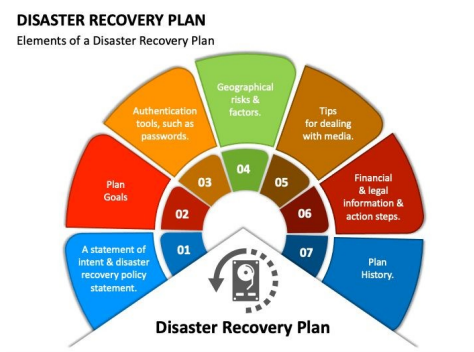 DISASTER RECOVERY PLAN
Elements of a Disaster Recovery Plan
A statement of
intent & disaster
recovery policy
statement.
01
Plan
Goals
02
Authentication
tools, such as
passwords.
03
Geographical
risks &
factors.
04
Tips
for dealing
with media.
05
Financial
& legal
information &
action steps.
06
Plan
History.
07
Disaster Recovery Plan